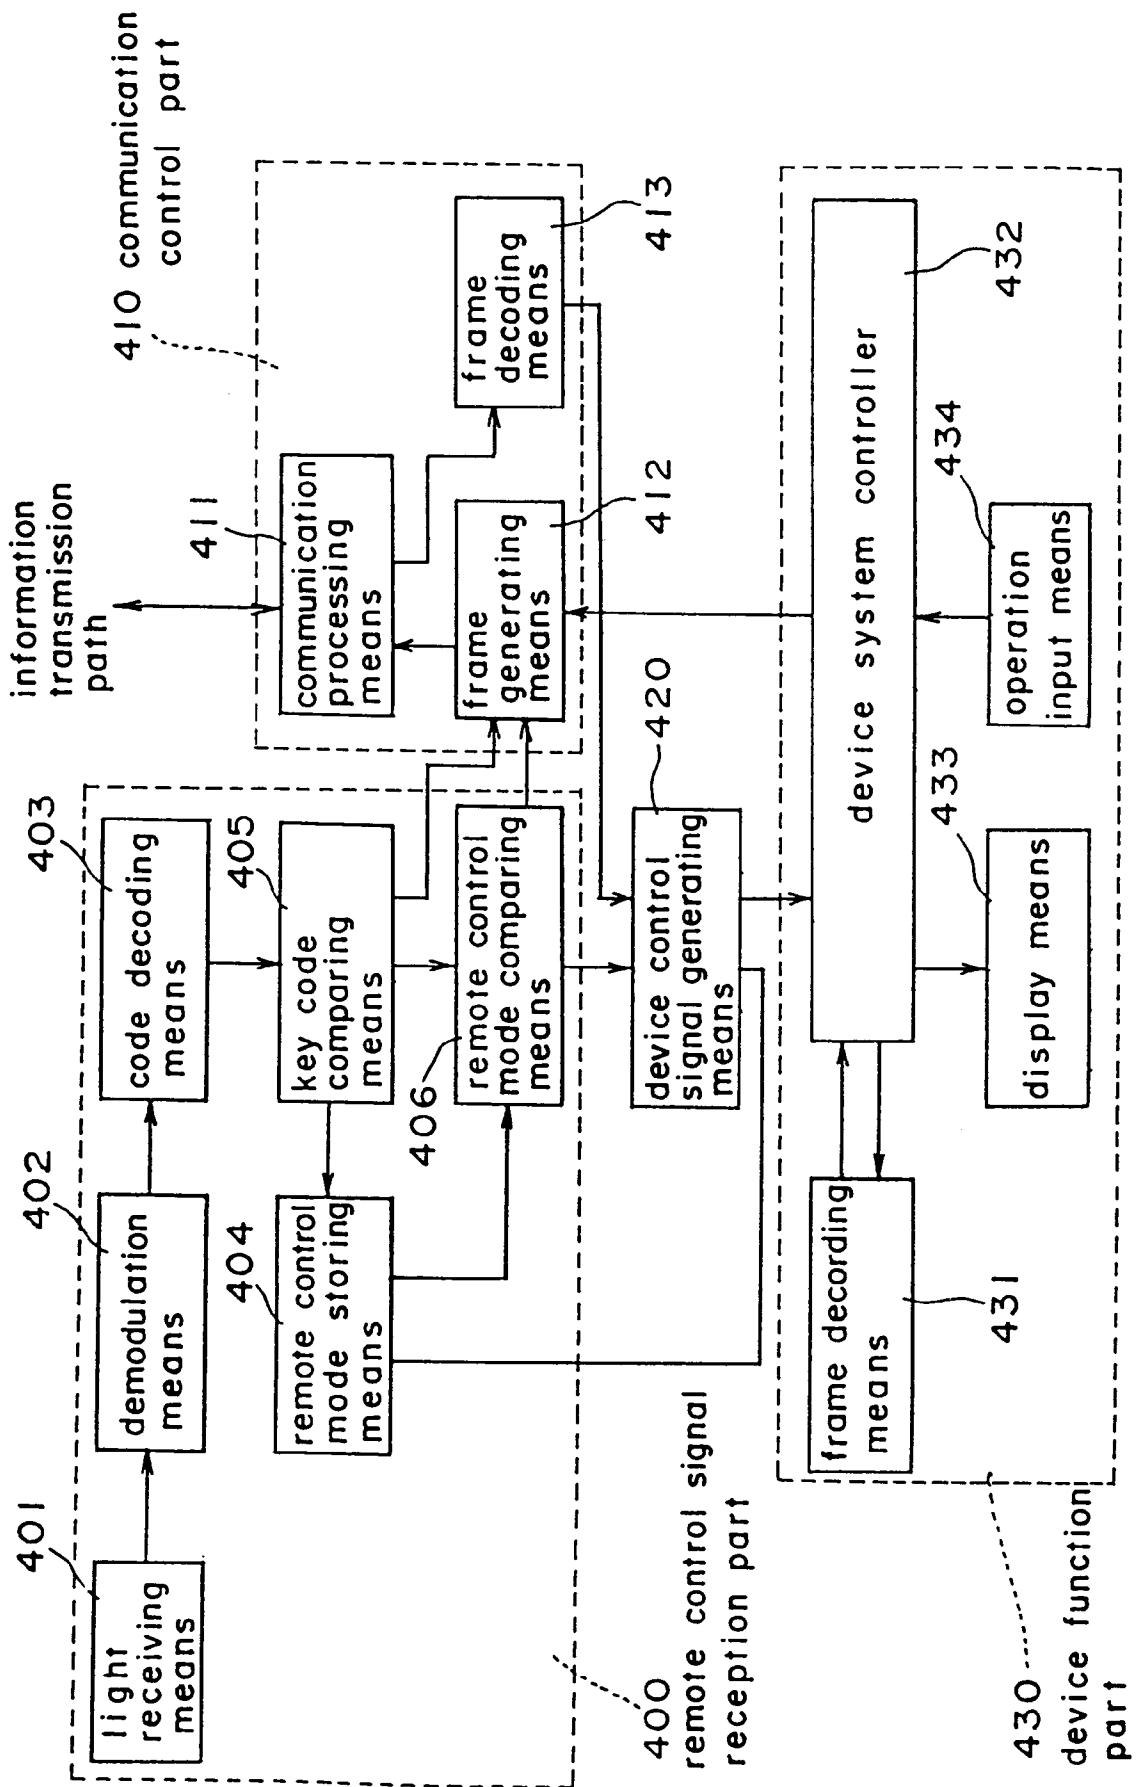 401
light
receiving
means
402
demodulation
means
403
code decoding
means
404
remote control
mode storing
means
405
key code
comparing
means
406
remote control
mode comparing
means
400
remote control signal
reception part
information
transmission
path
410 communication
control part
411
communication
processing
means
412
frame
generating
means
413
frame
decoding
means
420
device control
signal generating
means
431
frame decording
means
432
device system controller
433
display means
434
operation
input means
430
device function
part